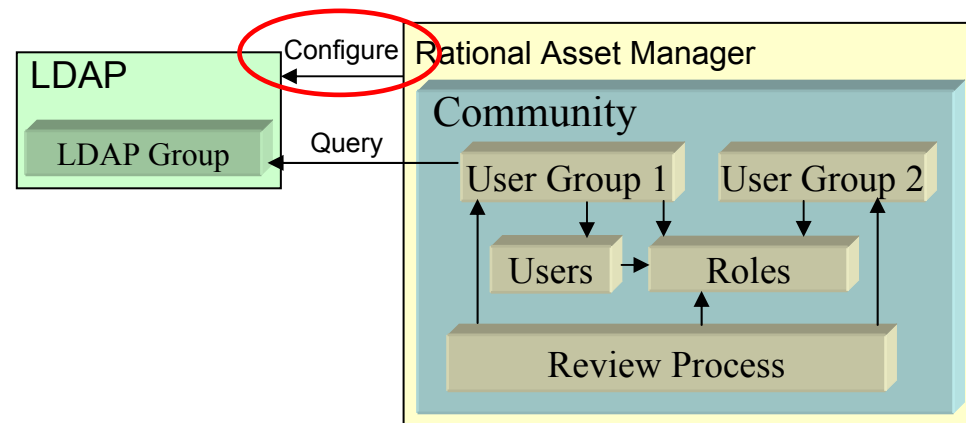 Configure
Rational Asset Manager
LDAP
Community
LDAP Group
Query
User Group 1
User Group 2
Users
Roles
Review Process